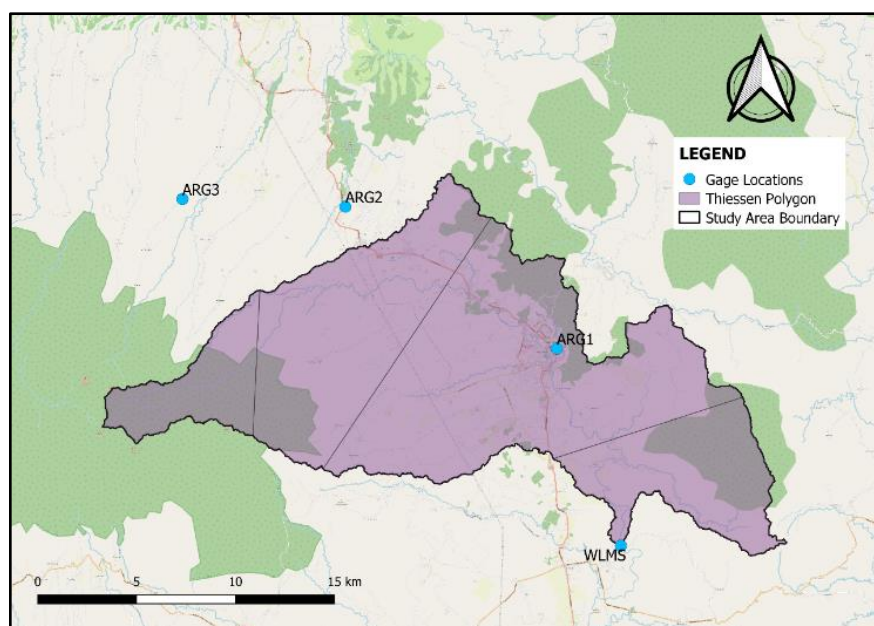 LEGEND
Gage Locations
Thiessen Polygon
Study Area Boundary
ARG3
ARG2
ARG1
WLMS
0 5 10 15 km